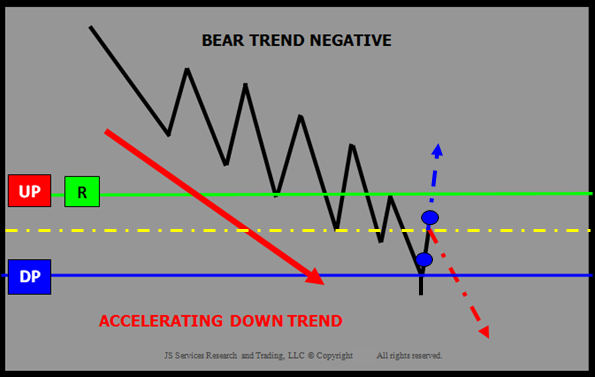 BEAR TREND NEGATIVE
UP R
DP
ACCELERATING DOWN TREND
JS Services Research and Trading, LLC © Copyright All rights reserved.